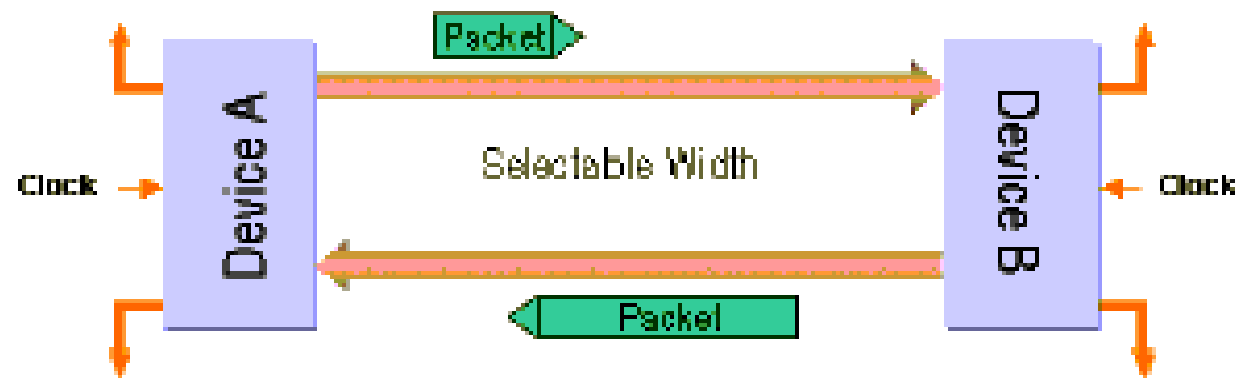 Packet
Device A
Selectable Width
Device B
Clock
Clock
Packet